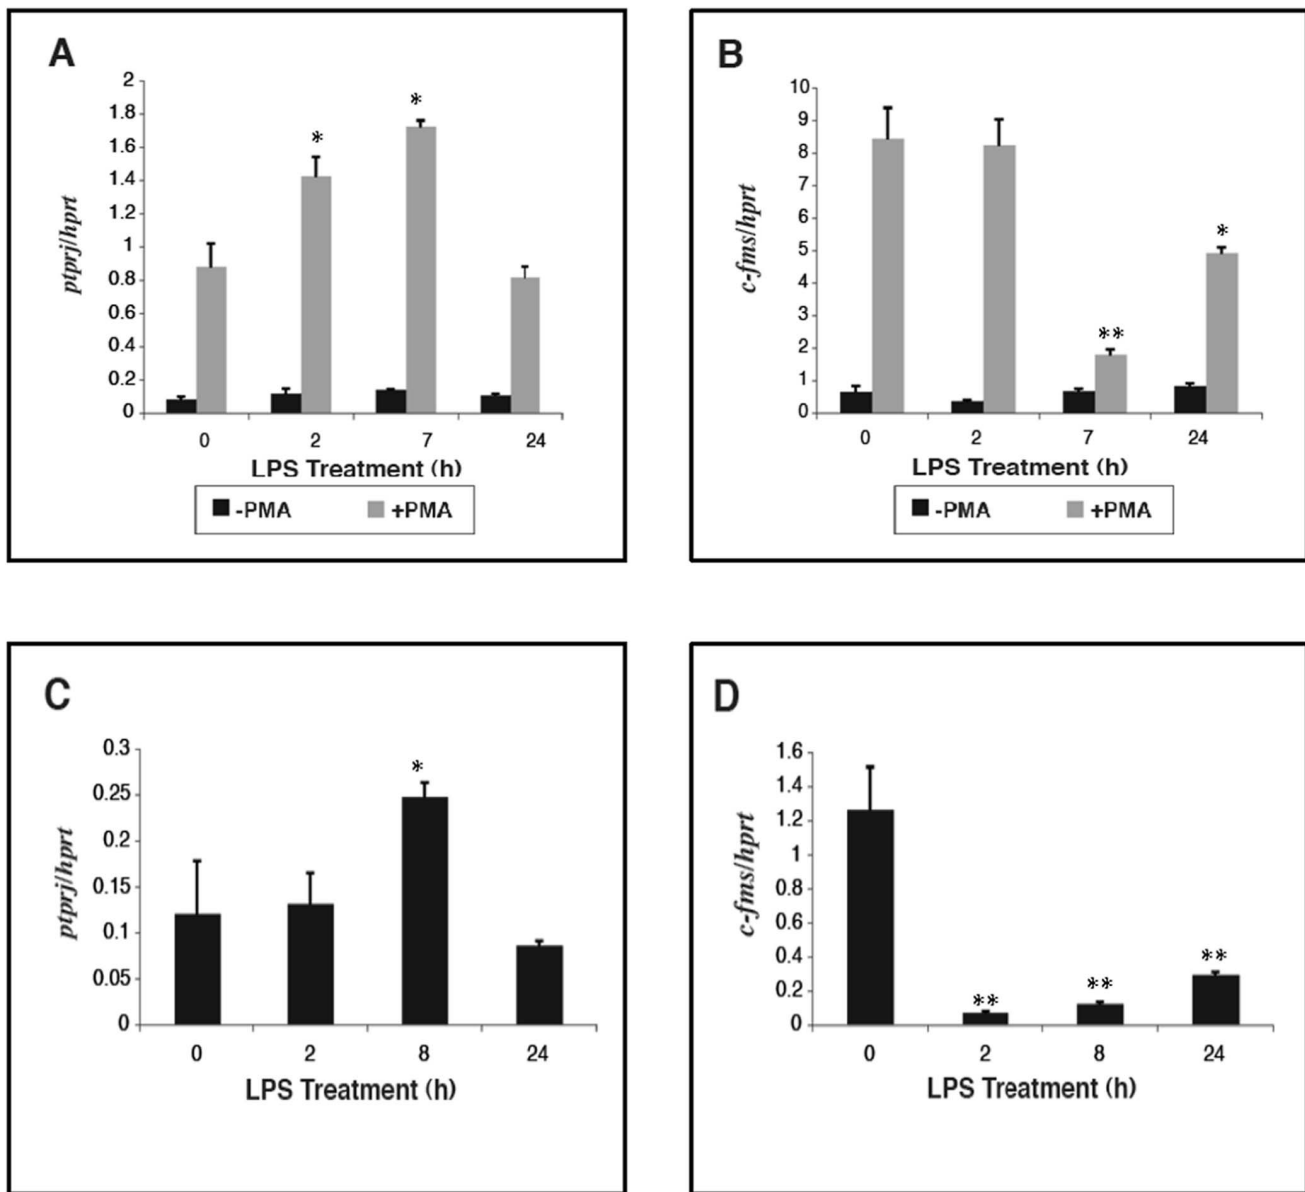 A
2
1.8
1.6
1.4
1.2
1
0.8
0.6
0.4
0.2
0
ptprj/hprt
*
*
0 2 7 24
LPS Treatment (h)
-PMA +PMA
B
10
9
8
7
6
5
4
3
2
1
0
c-fms/hprt
**
*
0 2 7 24
LPS Treatment (h)
-PMA +PMA
C
0.3
0.25
0.2
0.15
0.1
0.05
0
ptprj/hprt
*
0 2 8 24
LPS Treatment (h)
D
1.6
1.4
1.2
1
0.8
0.6
0.4
0.2
0
c-fms/hprt
** ** **
0 2 8 24
LPS Treatment (h)